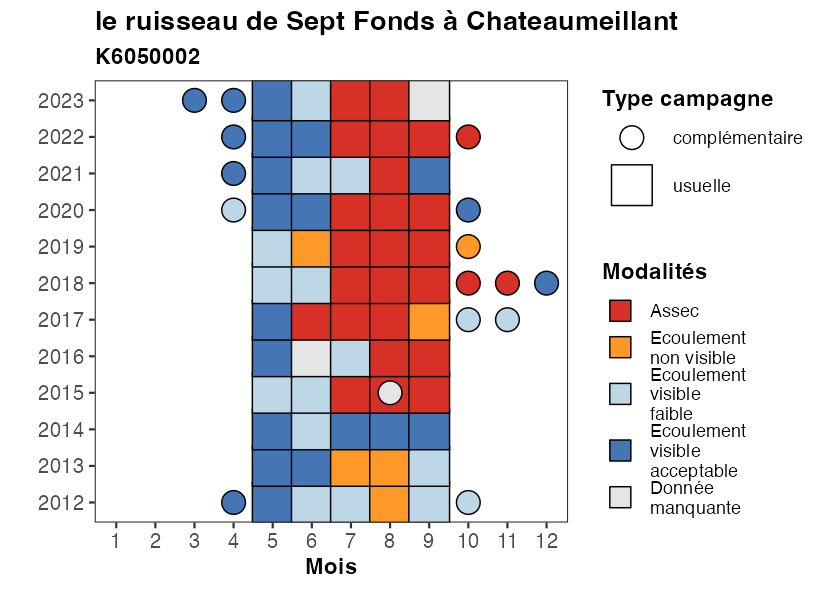 le ruisseau de Sept Fonds à Chateaumeillant
K6050002
2023
2022
2021
2020
2019
2018
2017
2016
2015
2014
2013
2012
1 2 3 4 5 6 7 8 9 10 11 12
Mois
Type campagne
complémentaire
usuelle
Modalités
Assec
Ecoulement
non visible
Ecoulement
visible
faible
Ecoulement
visible
acceptable
Donnée
manquante